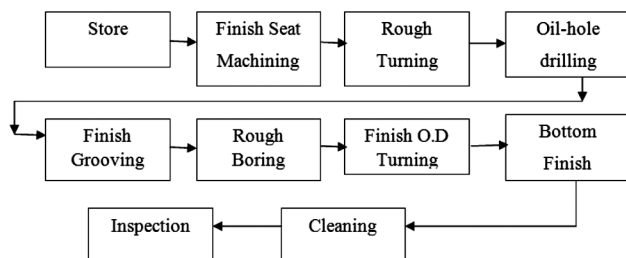 Store
Finish Seat
Machining
Rough
Turning
Oil-hole
drilling
Finish
Grooving
Rough
Boring
Finish O.D
Turning
Bottom
Finish
Inspection
Cleaning